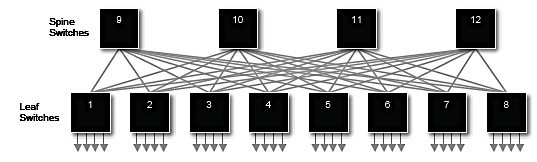 Spine
Switches
9 10 11 12
Leaf
Switches
1 2 3 4 5 6 7 8